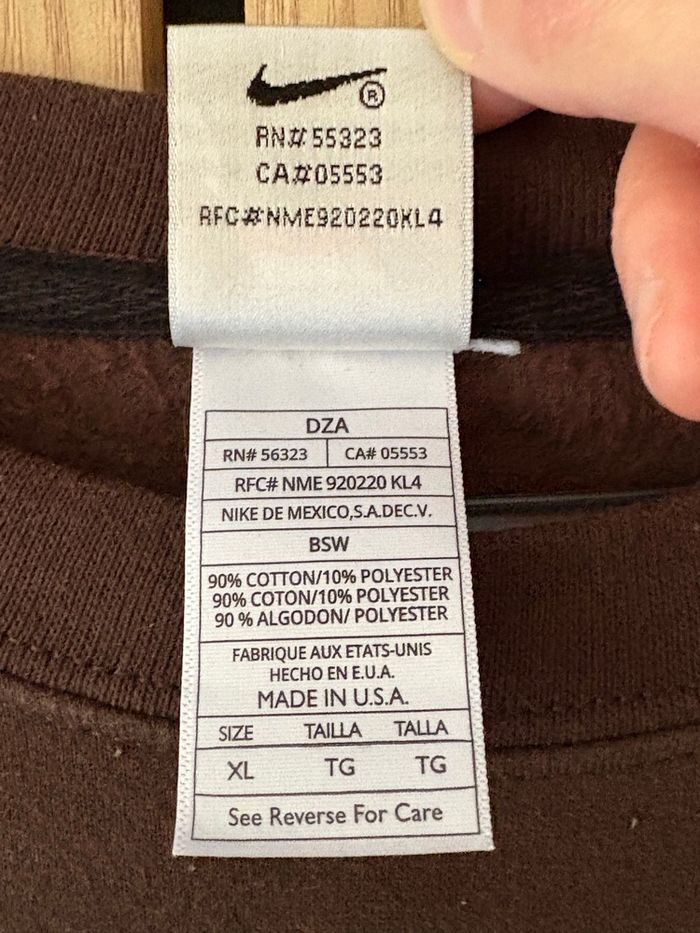 RN#55323
CA#05553
RFC#NME920220KL4
DZA
RN# 56323 CA# 05553
RFC# NME 920220 KL4
NIKE DE MEXICO,S.A.DEC.V.
BSW
90% COTTON/10% POLYESTER
90% COTON/10% POLYESTER
90 % ALGODON/ POLYESTER
FABRIQUE AUX ETATS-UNIS
HECHO EN E.U.A.
MADE IN U.S.A.
SIZE TAILLA TALLA
XL TG TG
See Reverse For Care